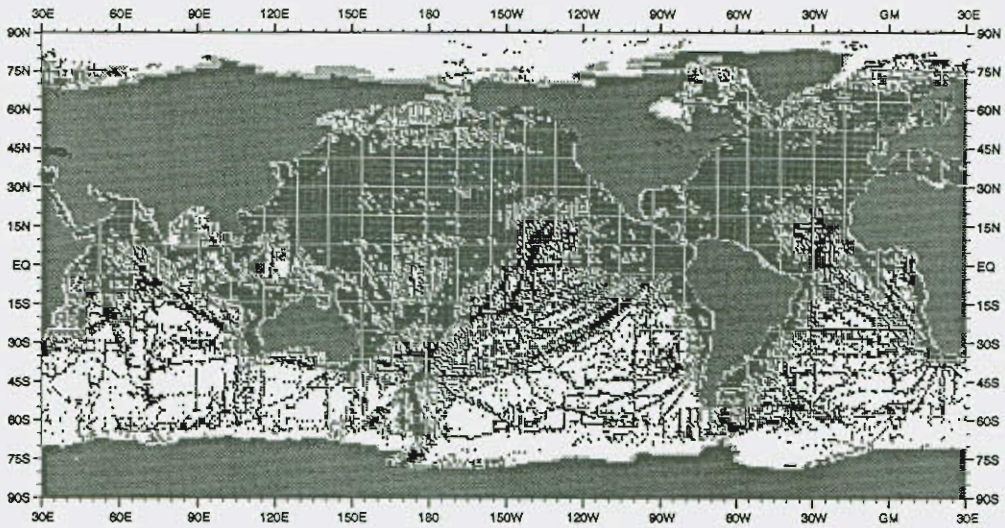 30E 60E 90E 120E 150E 180 150W 120W 90W 60W 30W GM 30E
90N 90N
75N 75N
60N 60N
45N 45N
30N 30N
15N 15N
EQ EQ
15S 15S
30S 30S
45S 45S
60S 60S
75S 75S
90S 90S
30E 60E 90E 120E 150E 180 150W 120W 90W 60W 30W GM 30E